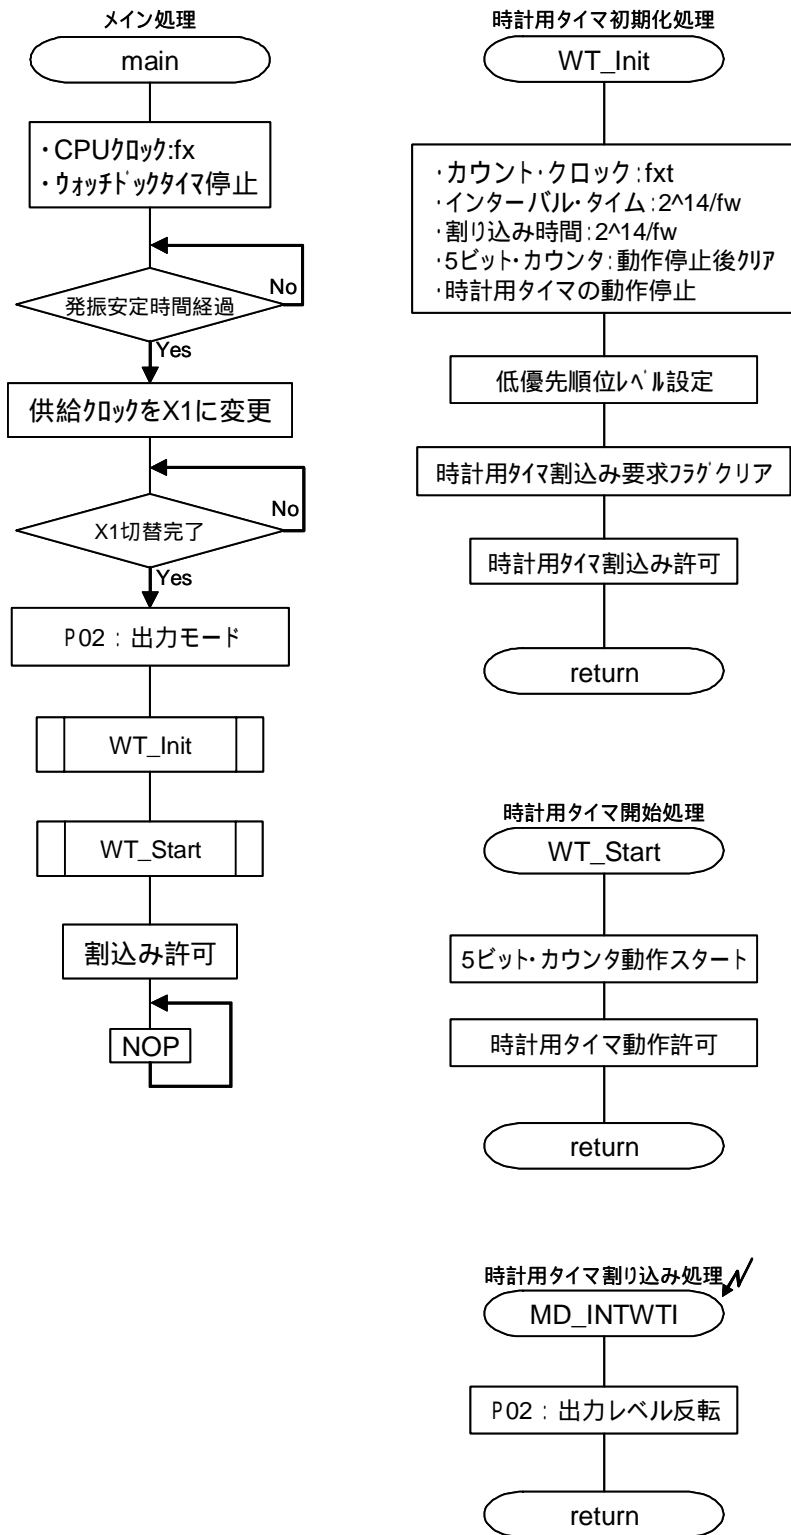 メイン処理
main
・CPUｸﾛｯｸ:fx
・ｳｫｯﾁﾄﾞｯｸﾀｲﾏ停止
No
発振安定時間経過
Yes
供給ｸﾛｯｸをX1に変更
No
X1切替完了
Yes
P02：出力モード
WT_Init
WT_Start
割込み許可
NOP
時計用タイマ初期化処理
WT_Init
・カウント・クロック：fxt
・インターバル・タイム：2^14/fw
・割り込み時間：2^14/fw
・5ビット・カウンタ：動作停止後ｸﾘｱ
・時計用タイマの動作停止
低優先順位ﾚﾍﾞﾙ設定
時計用ﾀｲﾏ割込み要求ﾌﾗｸﾞクリア
時計用ﾀｲﾏ割込み許可
return
時計用タイマ開始処理
WT_Start
5ビット・カウンタ動作スタート
時計用タイマ動作許可
return
時計用タイマ割り込み処理
MD_INTWTI
P02：出力レベル反転
return